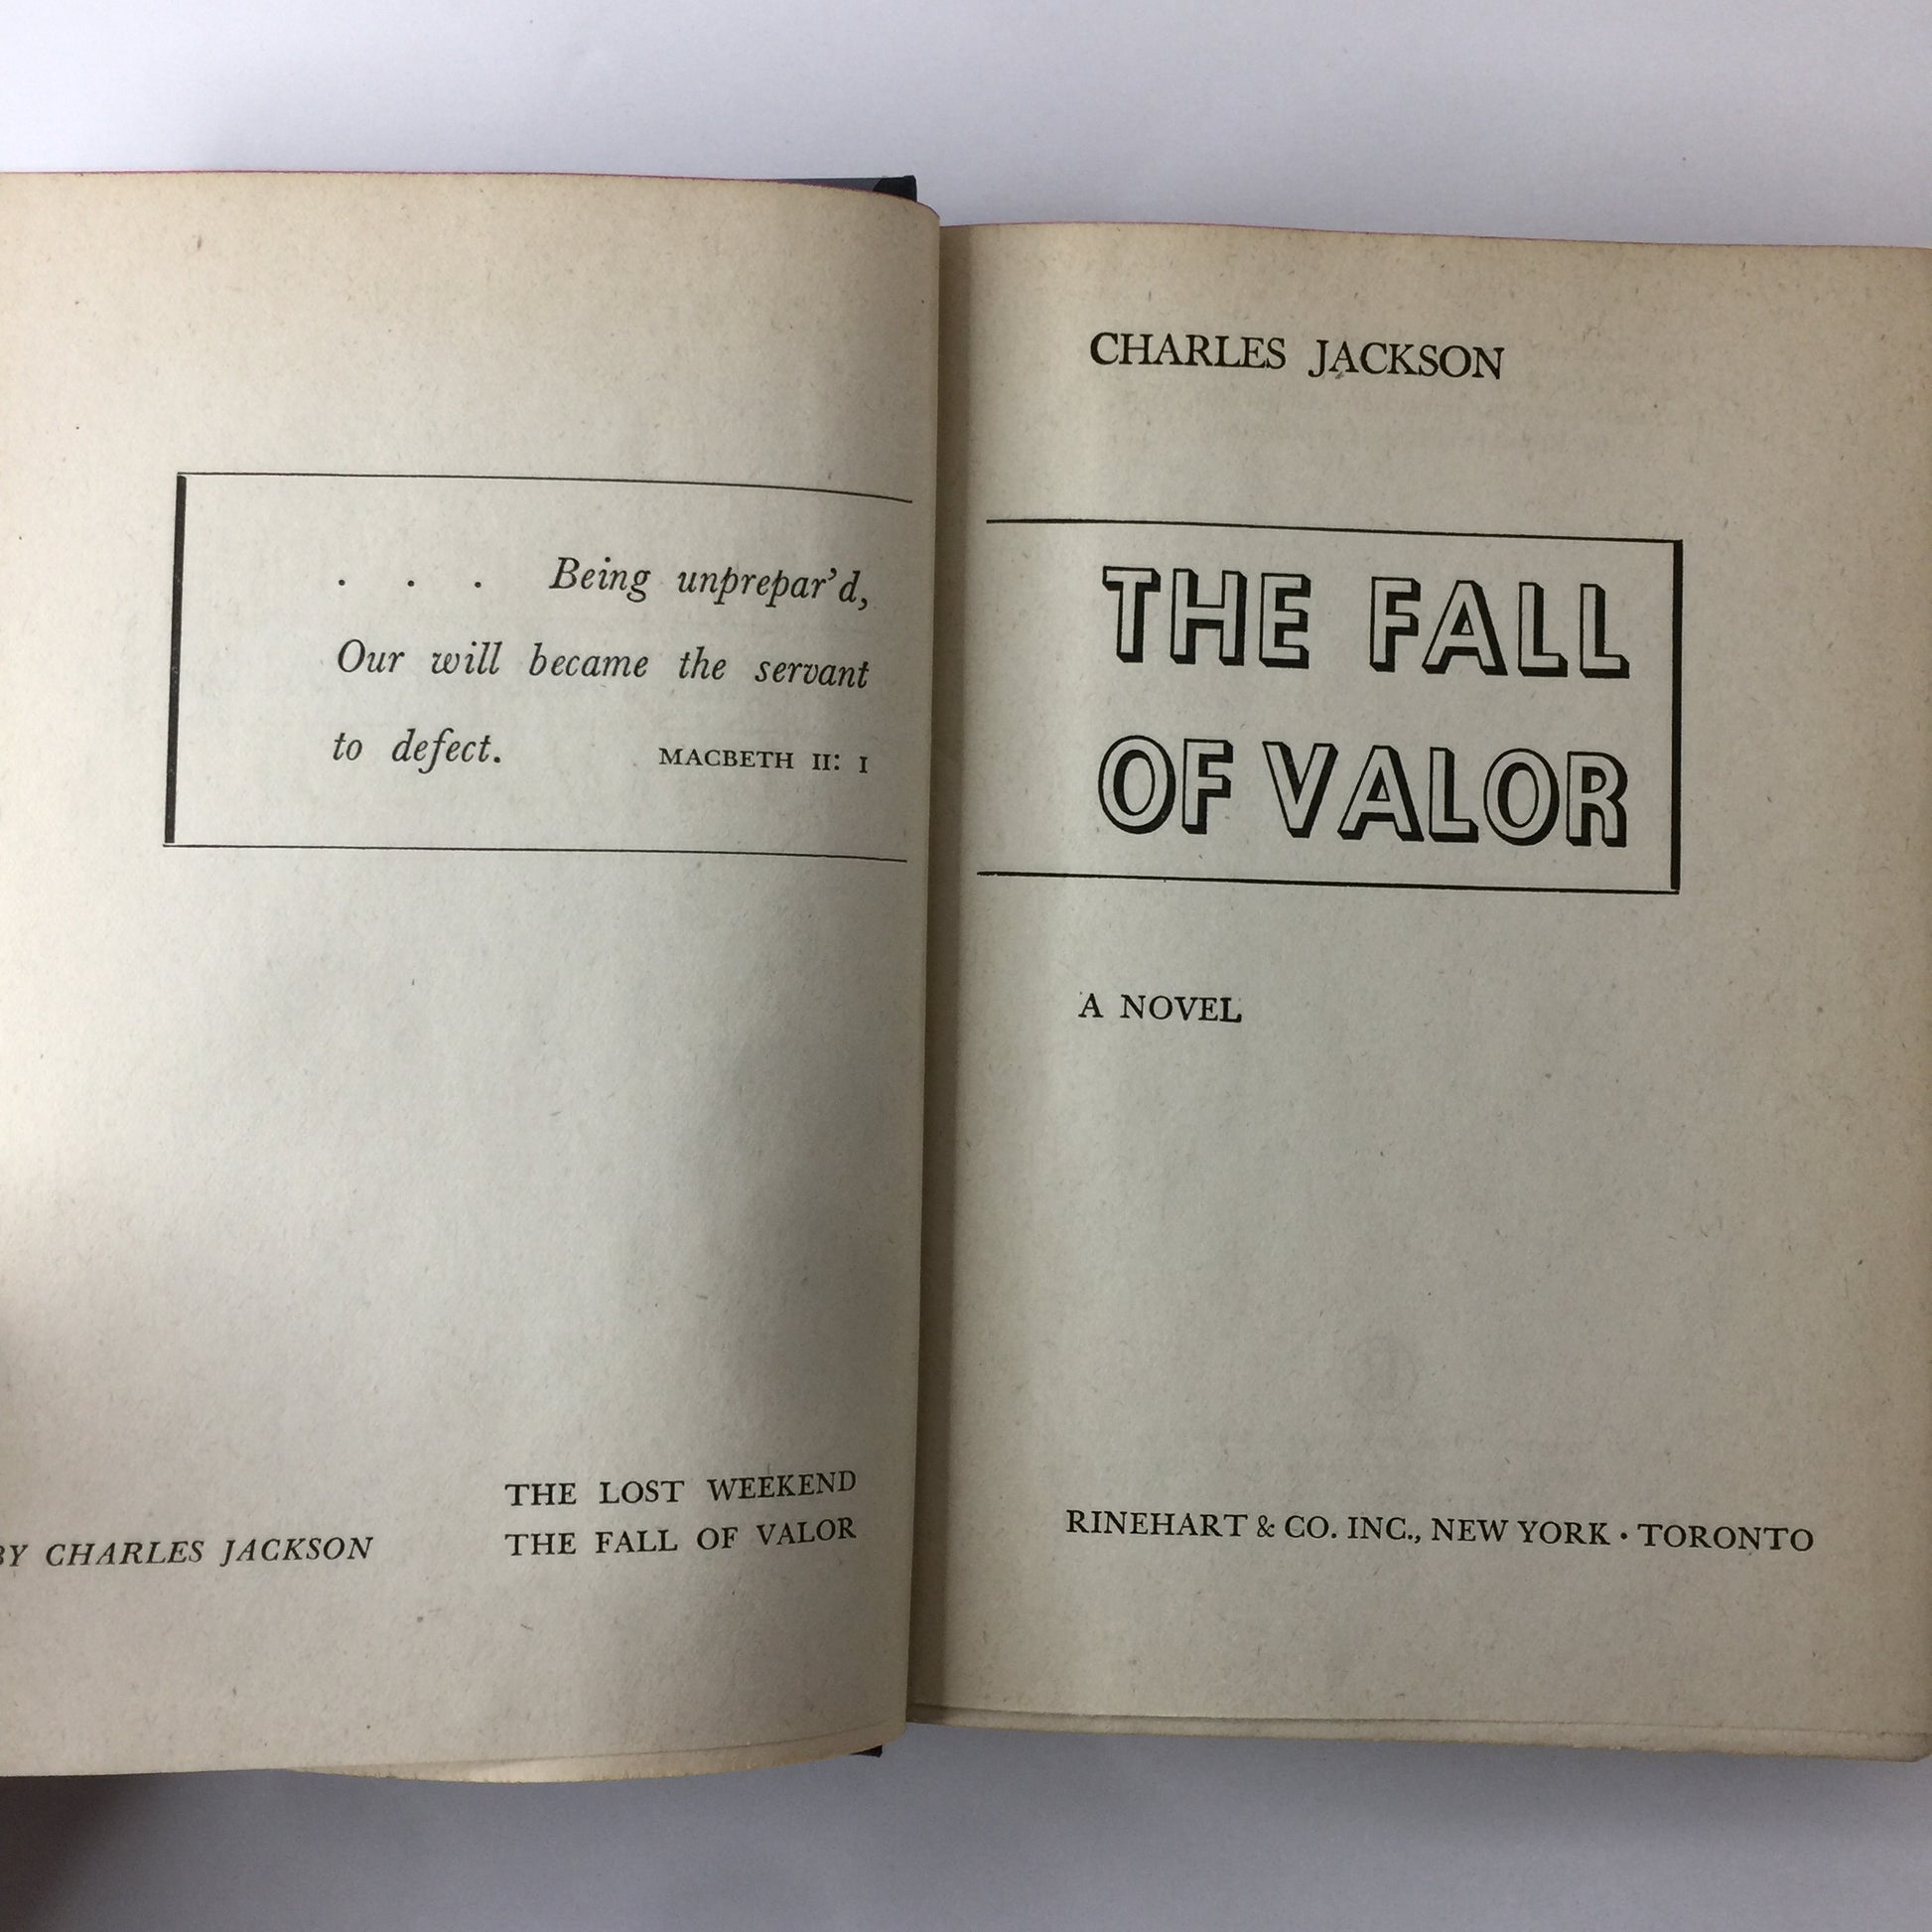 . . . Being unprepar'd,
Our will became the servant
to defect. MACBETH II: I
THE LOST WEEKEND
BY CHARLES JACKSON THE FALL OF VALOR
CHARLES JACKSON
THE FALL
OF VALOR
A NOVEL
RINEHART & CO. INC., NEW YORK · TORONTO